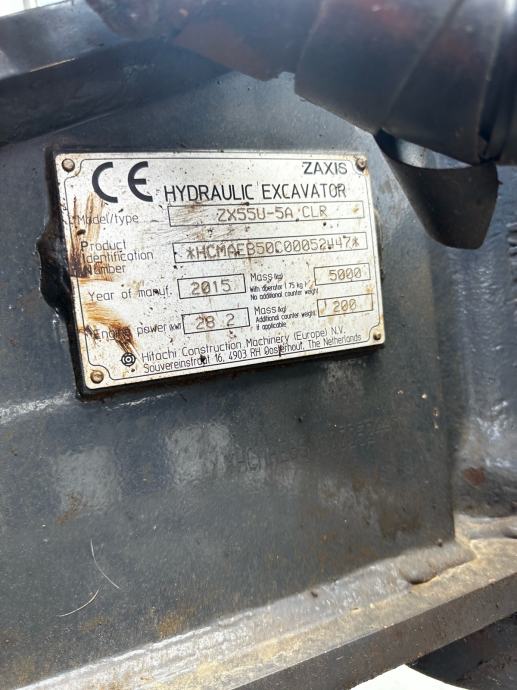 CE
ZAXIS
HYDRAULIC EXCAVATOR
Model/type ZX55U-5A CLR
Product Identification Number *HCMAEB50C00052447*
Year of manuf. 2015 Mass (kg) With operator ( 75 kg ) No additional counter weight 5000
Engine power (kW) 28.2 Mass (kg) Additional counter weight if applicable 200
Hitachi Construction Machinery (Europe) N.V.
Souvereinstraat 16, 4903 RH Oosterhout, The Netherlands